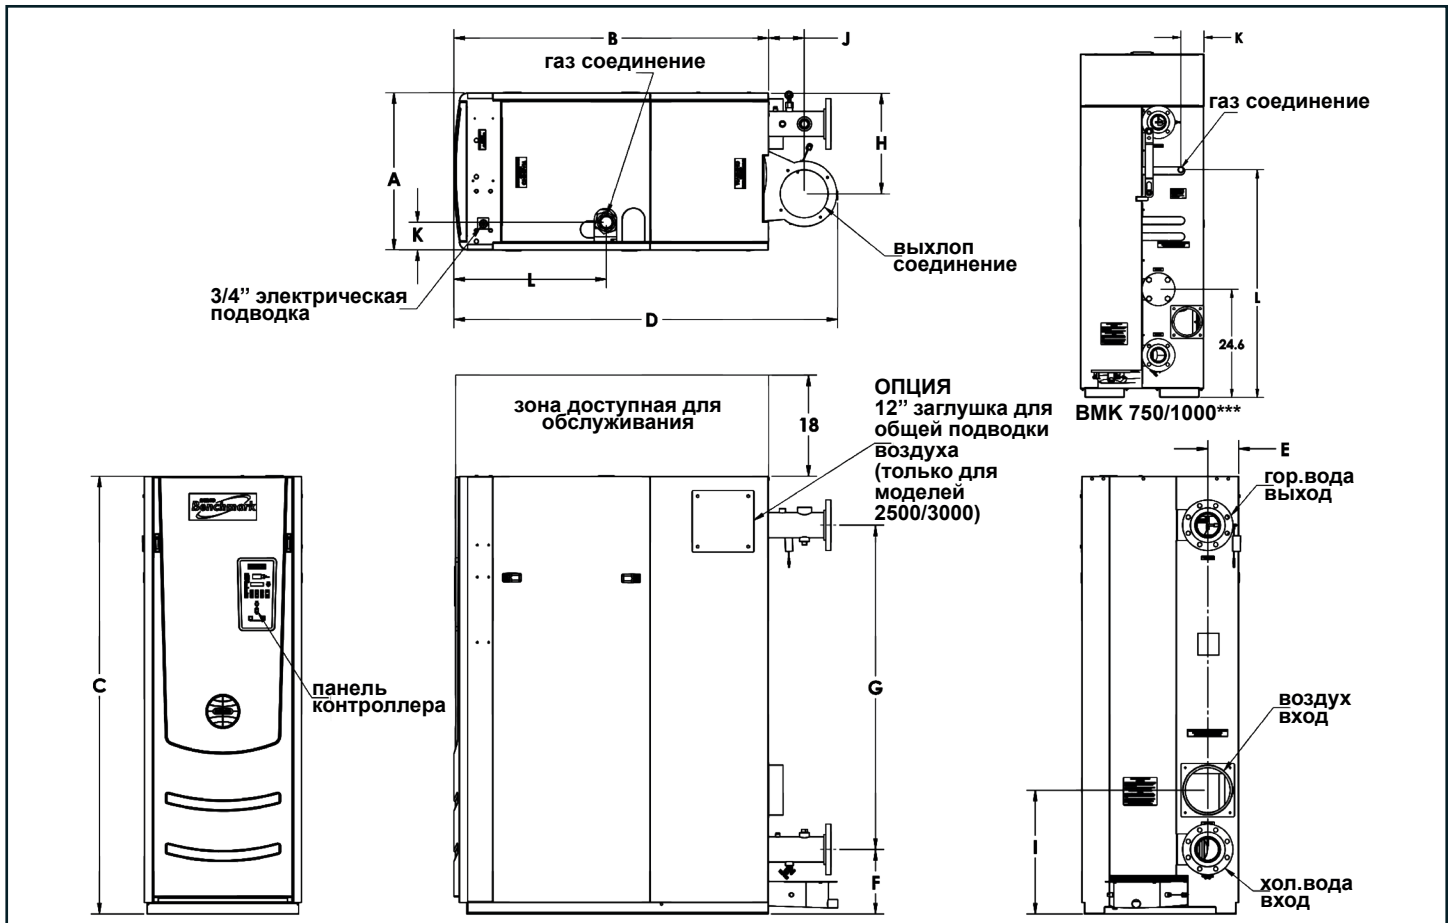 B
J
K
газ соединение
газ соединение
H
A
K
L
выхлоп
соединение
3/4” электрическая
подводка
D
L
24.6
BMK 750/1000***
зона доступная для
обслуживания
18
ОПЦИЯ
12” заглушка для
общей подводки
воздуха
(только для
моделей
2500/3000)
E
гор.вода
выход
Benchmark
C
панель
контроллера
G
воздух
вход
I
F
хол.вода
вход